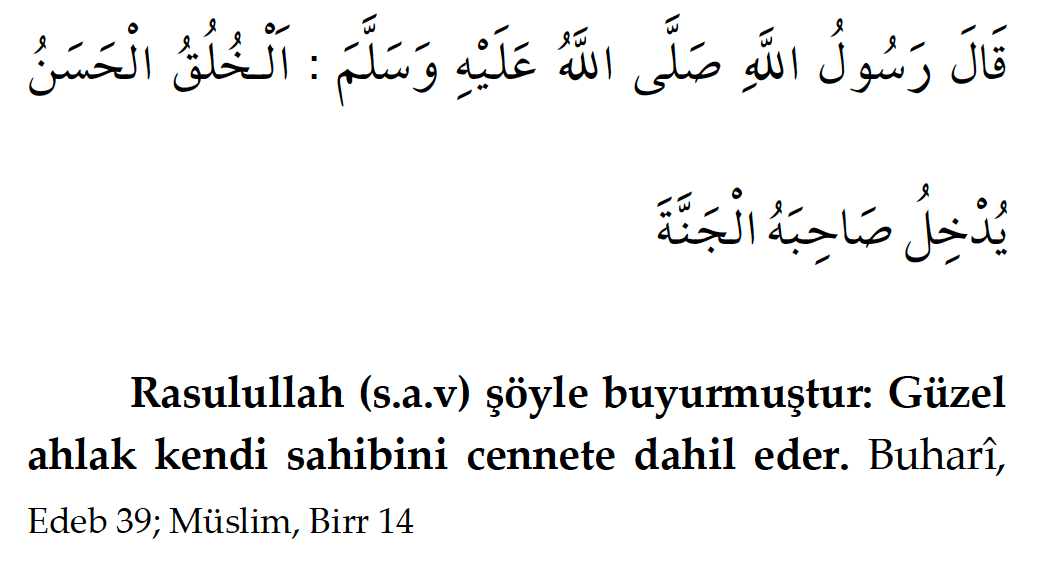 قَالَ رَسُولُ اللَّهِ صَلَّى اللَّهُ عَلَيْهِ وَسَلَّمَ : اَلْـخُلُقُ الْحَسَنُ
يُدْخِلُ صَاحِبَهُ الْجَنَّةَ
Rasulullah (s.a.v) şöyle buyurmuştur: Güzel
ahlak kendi sahibini cennete dahil eder. Buharî,
Edeb 39; Müslim, Birr 14